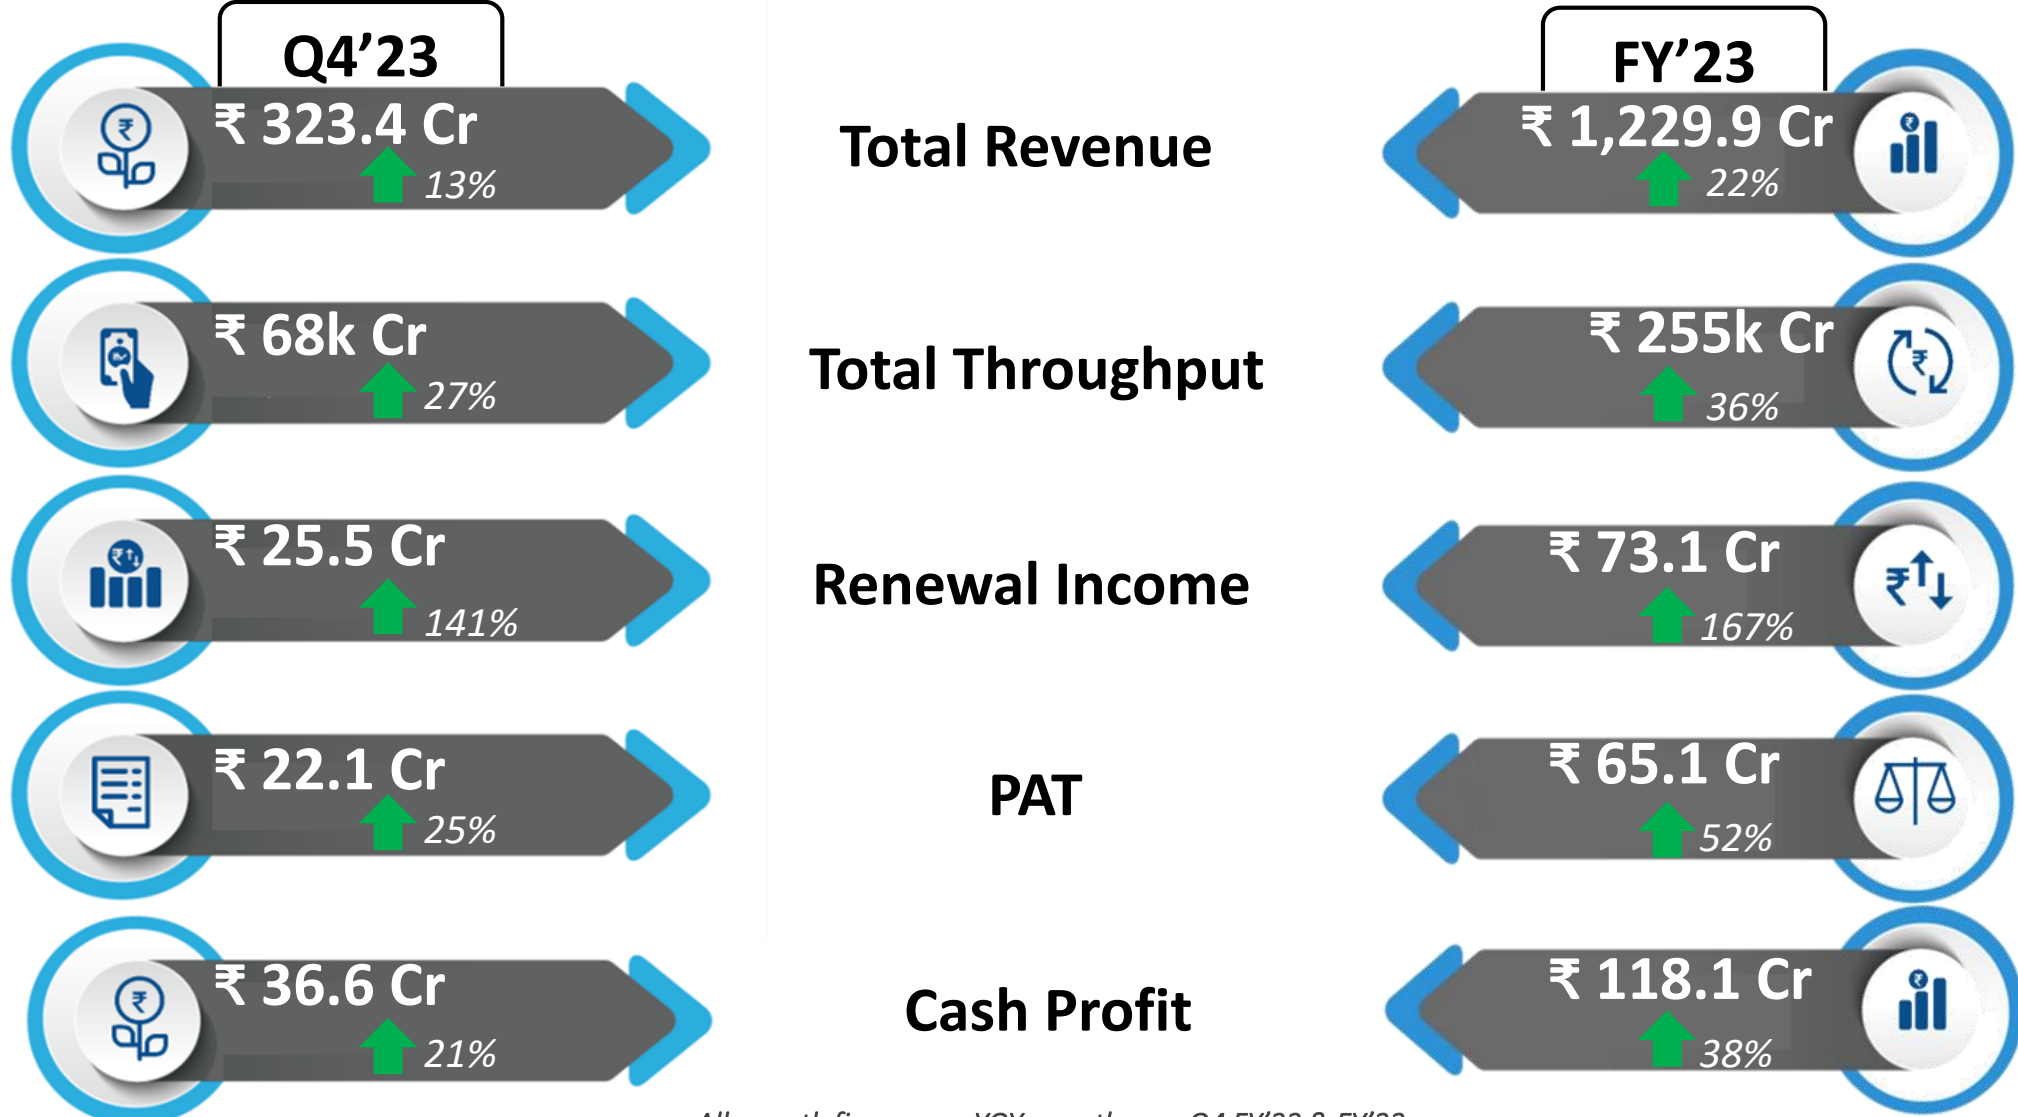 Q4’23
FY’23
₹ 323.4 Cr
13%
Total Revenue
₹ 1,229.9 Cr
22%
₹ 68k Cr
27%
Total Throughput
₹ 255k Cr
36%
₹ 25.5 Cr
141%
Renewal Income
₹ 73.1 Cr
167%
₹ 22.1 Cr
25%
PAT
₹ 65.1 Cr
52%
₹ 36.6 Cr
21%
Cash Profit
₹ 118.1 Cr
38%